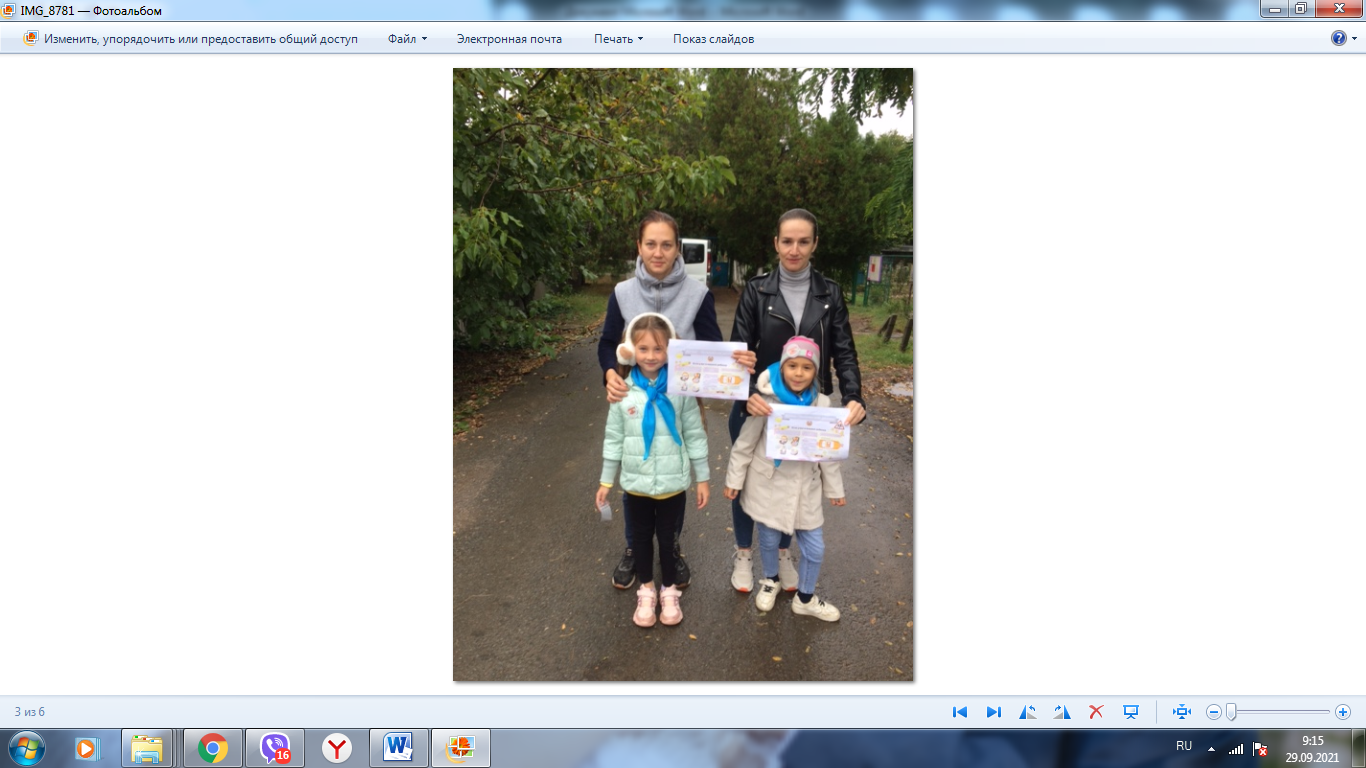 IMG_8781 — Фотоальбом
Изменить, упорядочить или предоставить общий доступ Файл Электронная почта Печать Показ слайдов
3 из 6
16
RU 9:15
29.09.2021